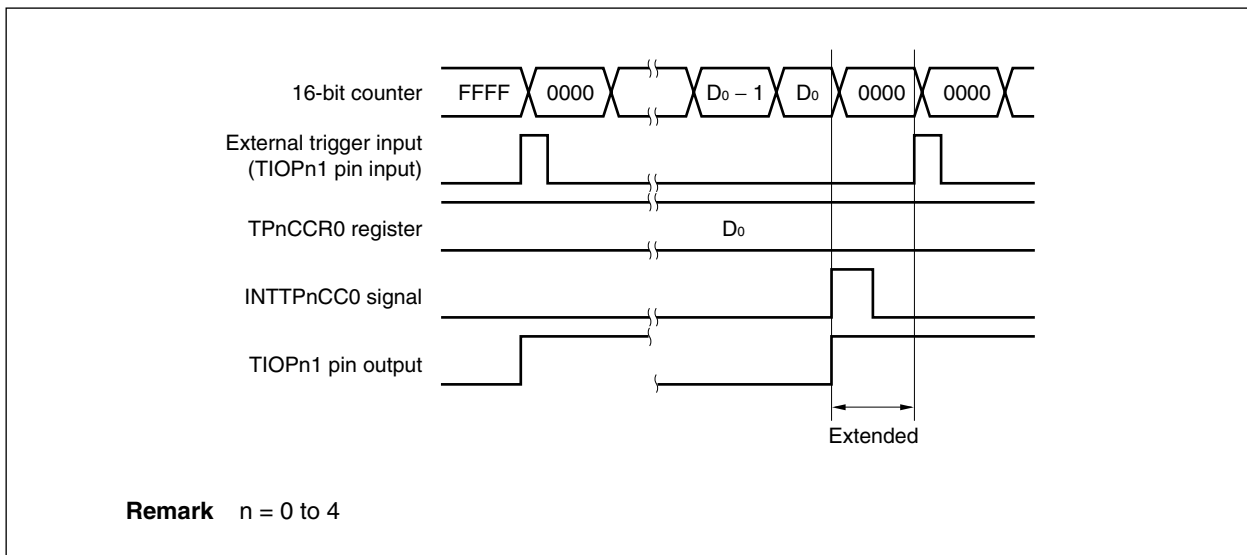 16-bit counter FFFF 0000 D0 − 1 D0 0000 0000
External trigger input
(TIOPn1 pin input)
TPnCCR0 register D0
INTTPnCC0 signal
TIOPn1 pin output
Extended
Remark n = 0 to 4